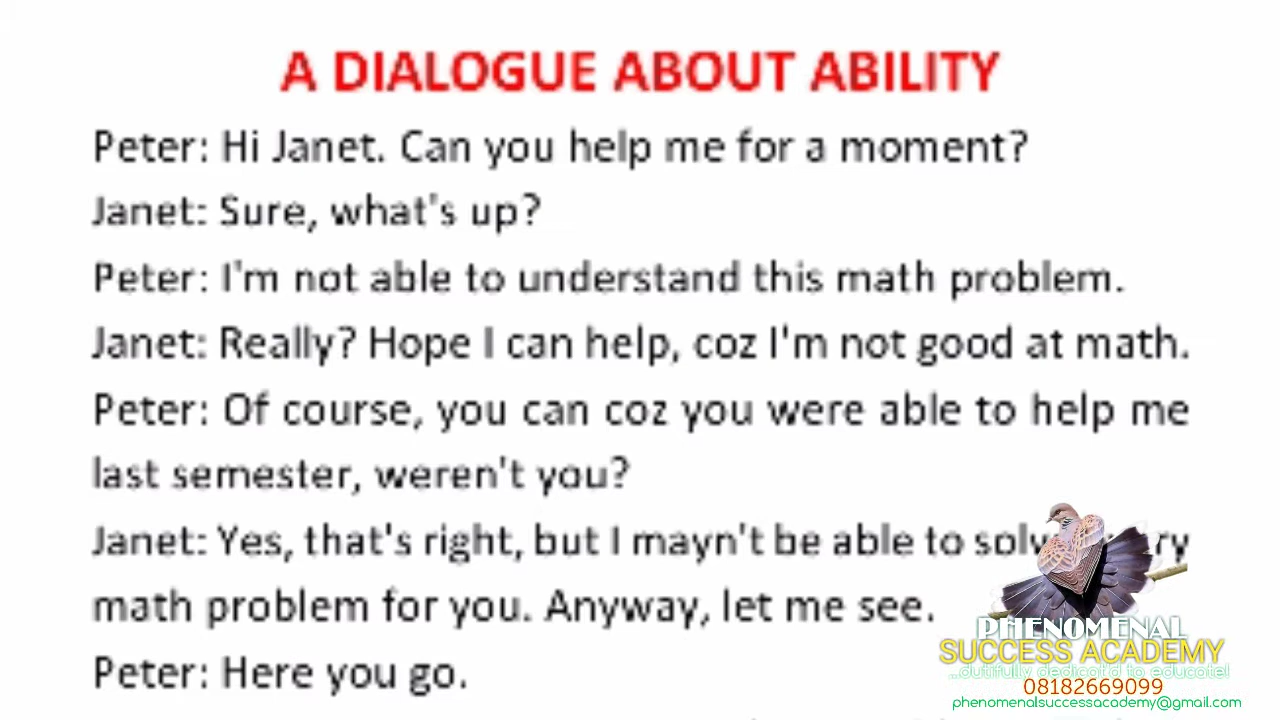 A DIALOGUE ABOUT ABILITY
Peter: Hi Janet. Can you help me for a moment?
Janet: Sure, what's up?
Peter: I'm not able to understand this math problem.
Janet: Really? Hope I can help, coz I'm not good at math.
Peter: Of course, you can coz you were able to help me
last semester, weren't you?
Janet: Yes, that's right, but I mayn't be able to
math problem for you. Anyway, let me see.
Peter: Here you go.
PHENOMENAL
SUCCESS ACADEMY
...dutifully dedicat'd to educate!
08182669099
phenomenalsuccessacademy@gmail.com